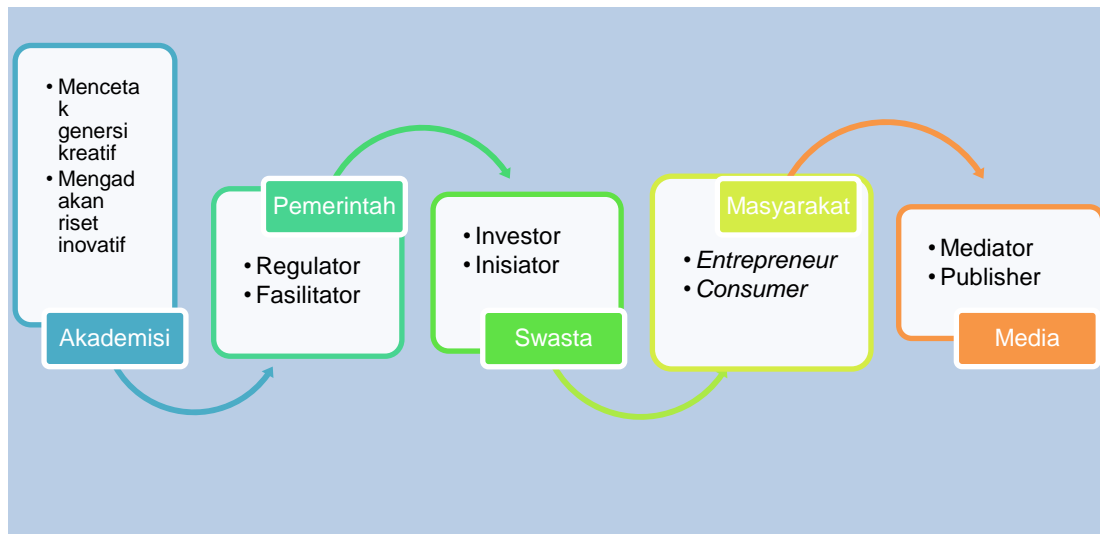 • Menceta
k
genersi
kreatif
• Mengad
akan
riset
inovatif
Akademisi
Pemerintah
• Regulator
• Fasilitator
• Investor
• Inisiator
Swasta
Masyarakat
• Entrepreneur
• Consumer
• Mediator
• Publisher
Media